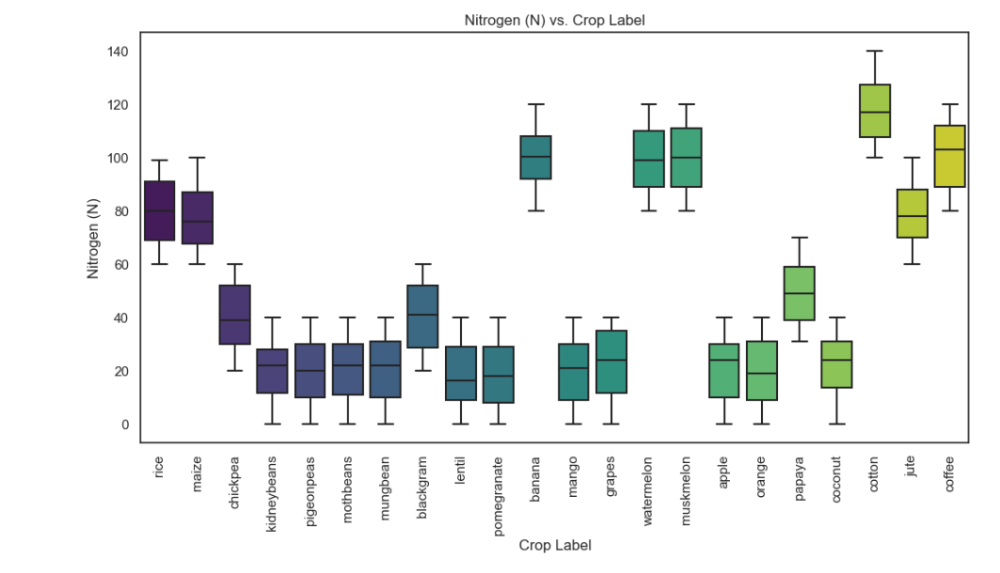 Nitrogen (N) vs. Crop Label
Nitrogen (N)
140
120
100
80
60
40
20
0
rice
maize
chickpea
kidneybeans
pigeonpeas
mothbeans
mungbean
blackgram
lentil
pomegranate
banana
mango
grapes
watermelon
muskmelon
apple
orange
papaya
coconut
cotton
jute
coffee
Crop Label